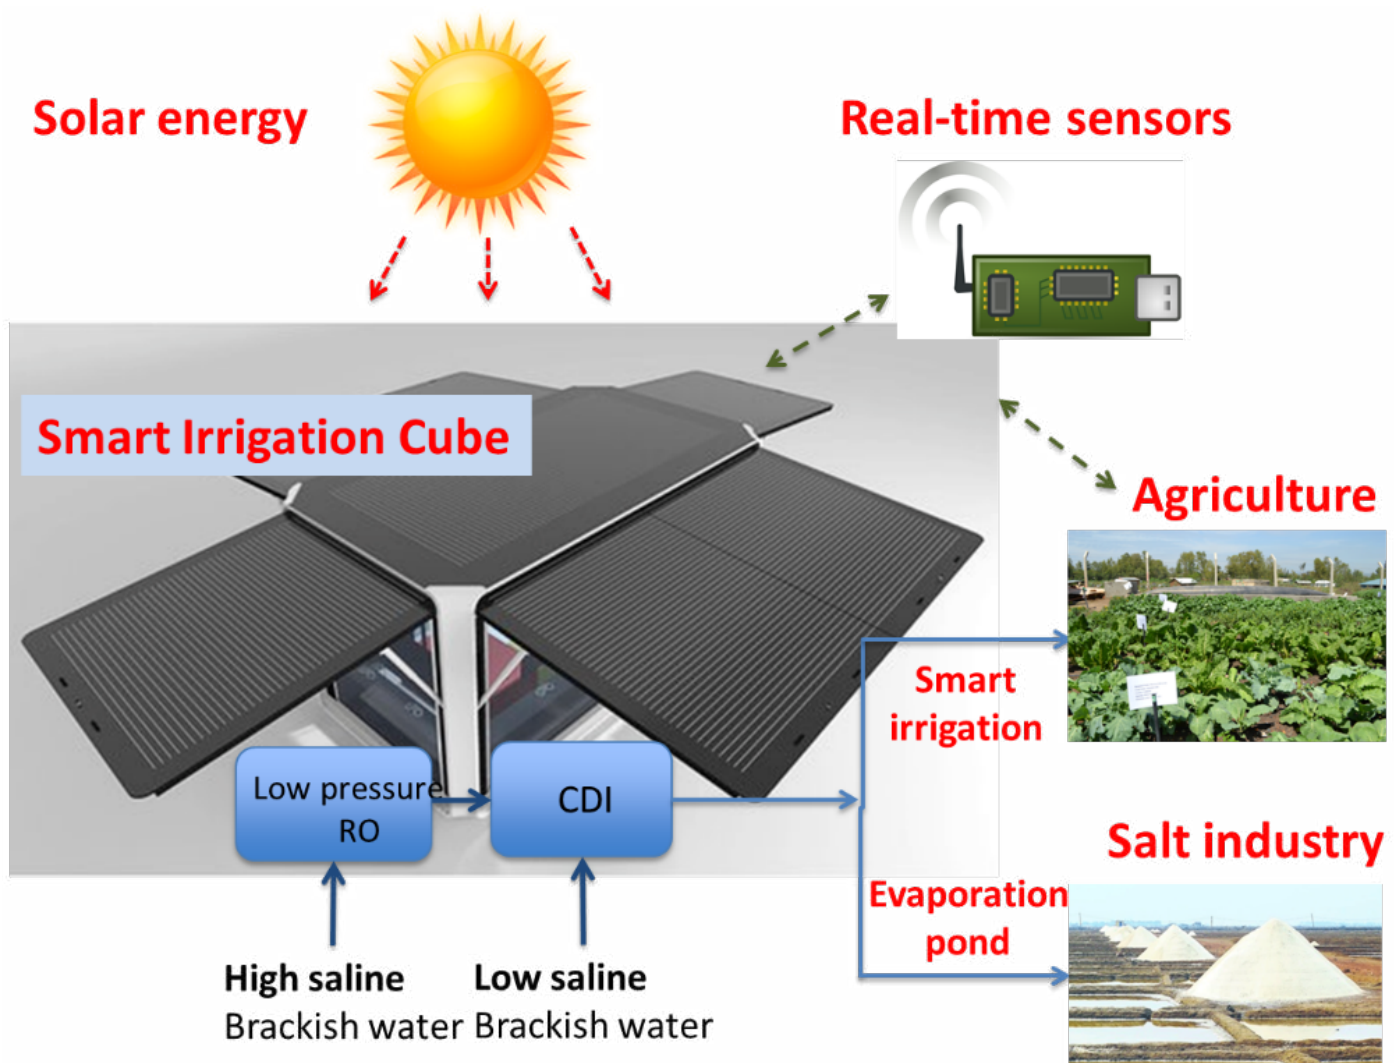 Solar energy
Real-time sensors
Smart Irrigation Cube
Agriculture
Smart
irrigation
Low pressure
RO
CDI
Salt industry
Evaporation
pond
High saline
Brackish water
Low saline
Brackish water